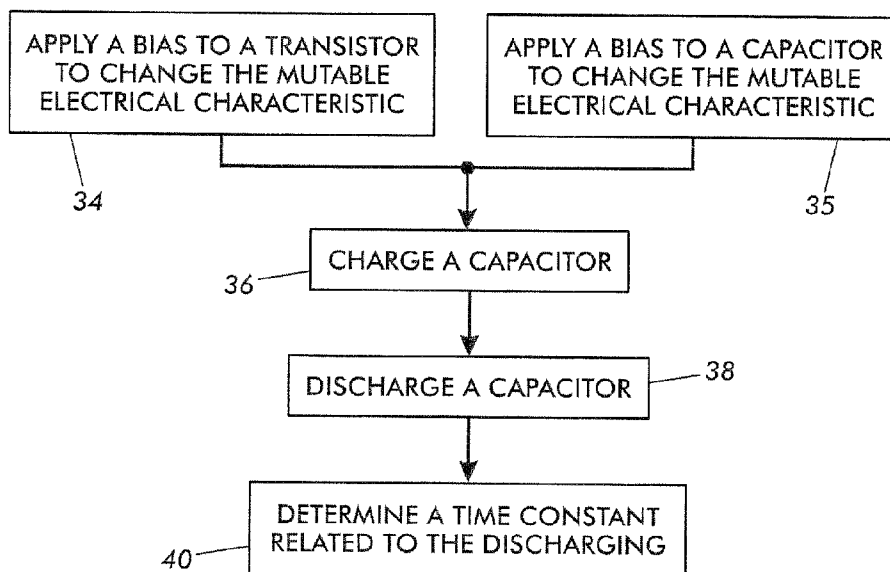 APPLY A BIAS TO A TRANSISTOR
TO CHANGE THE MUTABLE
ELECTRICAL CHARACTERISTIC
34
APPLY A BIAS TO A CAPACITOR
TO CHANGE THE MUTABLE
ELECTRICAL CHARACTERISTIC
35
CHARGE A CAPACITOR
36
DISCHARGE A CAPACITOR
38
DETERMINE A TIME CONSTANT
RELATED TO THE DISCHARGING
40